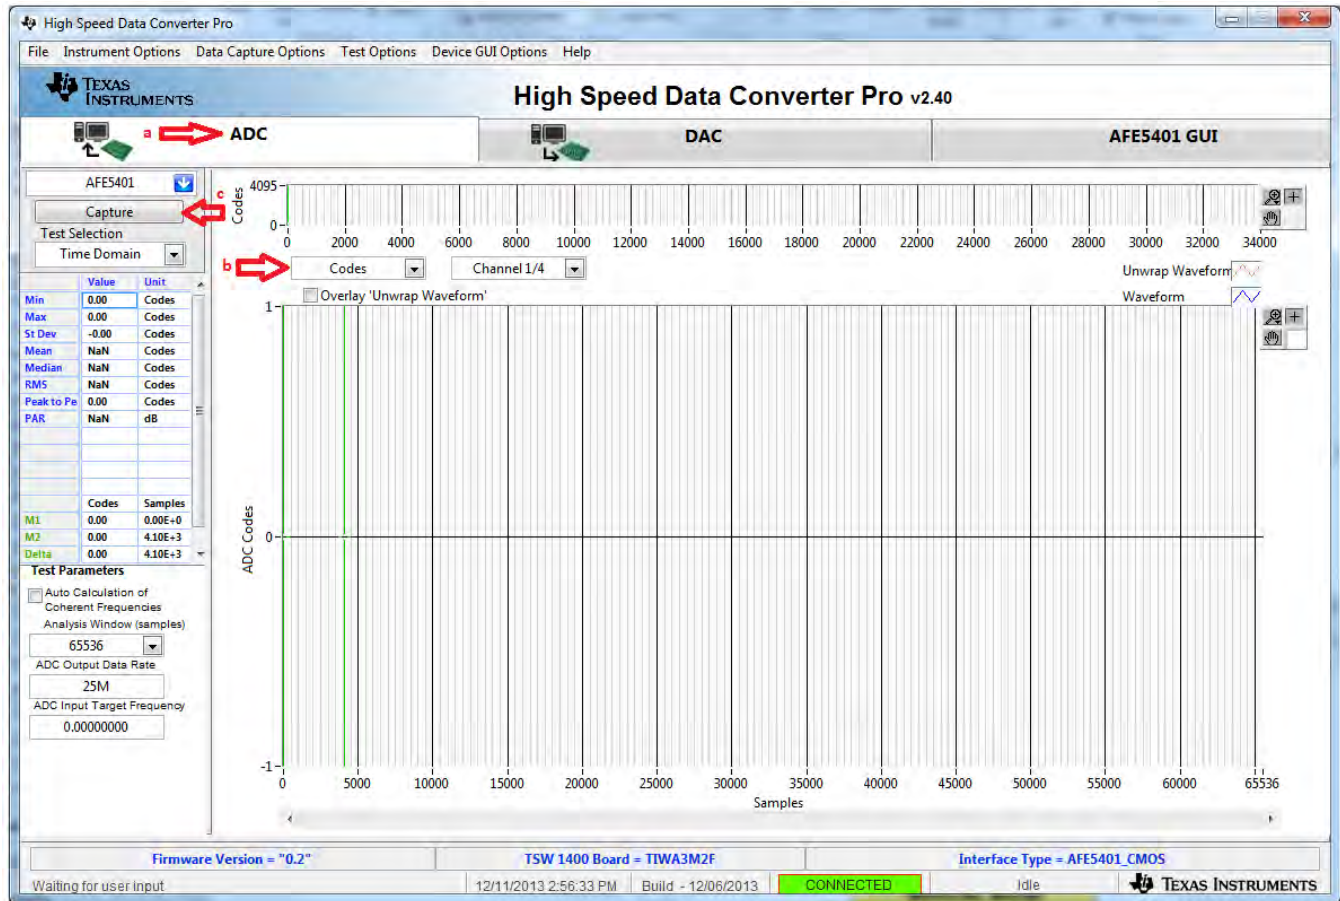 High Speed Data Converter Pro
File Instrument Options Data Capture Options Test Options Device GUI Options Help
TEXAS INSTRUMENTS
High Speed Data Converter Pro v2.40
a
ADC
DAC
AFE5401 GUI
AFE5401
Capture
c
Test Selection
Time Domain
Codes
4095
0
0 2000 4000 6000 8000 10000 12000 14000 16000 18000 20000 22000 24000 26000 28000 30000 32000 34000
b
Codes
Channel 1/4
Unwrap Waveform
Overlay 'Unwrap Waveform'
Waveform
Value Unit
Min 0.00 Codes
Max 0.00 Codes
St Dev -0.00 Codes
Mean NaN Codes
Median NaN Codes
RMS NaN Codes
Peak to Pe 0.00 Codes
PAR NaN dB
Codes Samples
M1 0.00 0.00E+0
M2 0.00 4.10E+3
Delta 0.00 4.10E+3
Test Parameters
Auto Calculation of
Coherent Frequencies
Analysis Window (samples)
65536
ADC Output Data Rate
25M
ADC Input Target Frequency
0.00000000
ADC Codes
1
0
-1
0 5000 10000 15000 20000 25000 30000 35000 40000 45000 50000 55000 60000 65536
Samples
Firmware Version = "0.2"
TSW 1400 Board = TIWA3M2F
Interface Type = AFE5401_CMOS
Waiting for user input
12/11/2013 2:56:33 PM
Build - 12/06/2013
CONNECTED
Idle
TEXAS INSTRUMENTS